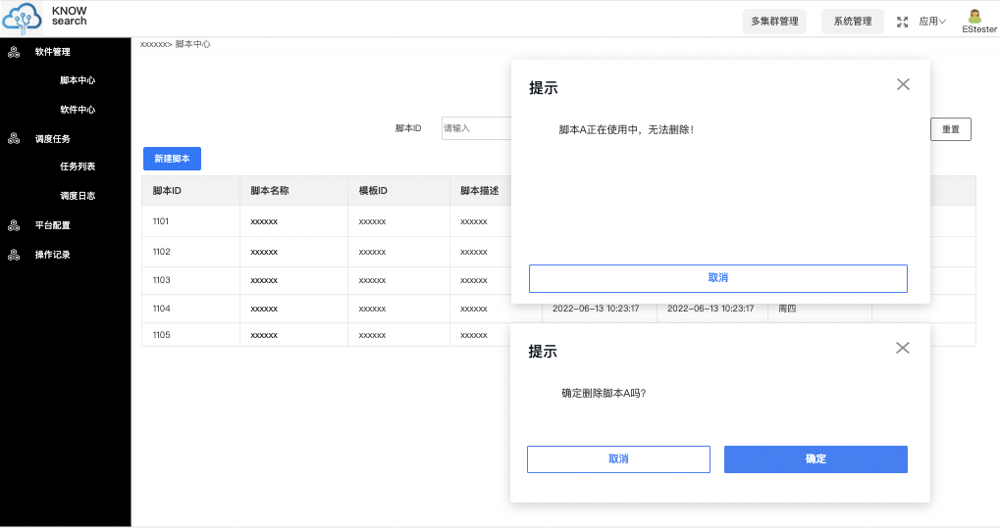 KNOW
search
多集群管理
系统管理
应用
EStester
软件管理
脚本中心
软件中心
调度任务
任务列表
调度日志
平台配置
操作记录
xxxxxx> 脚本中心
脚本ID
请输入
重置
新建脚本
脚本ID 脚本名称 模板ID 脚本描述
1101 xxxxxx xxxxxx xxxxxx
1102 xxxxxx xxxxxx xxxxxx
1103 xxxxxx xxxxxx xxxxxx
1104 xxxxxx xxxxxx xxxxxx 2022-06-13 10:23:17 2022-06-13 10:23:17 周四
1105 xxxxxx xxxxxx xxxxxx
提示
脚本A正在使用中，无法删除！
取消
提示
确定删除脚本A吗？
取消
确定